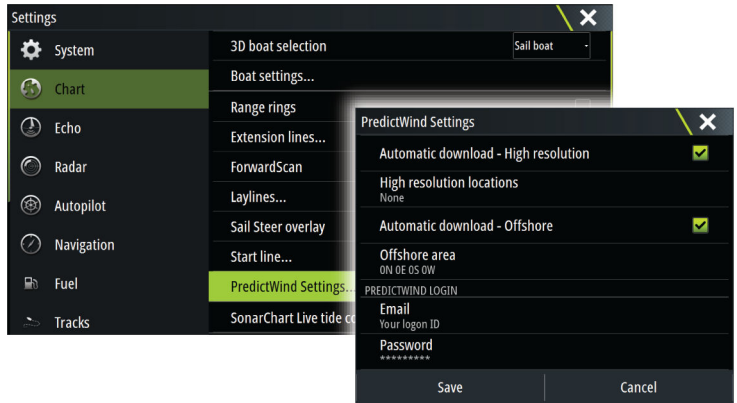 Settings
System
Chart
Echo
Radar
Autopilot
Navigation
Fuel
Tracks
3D boat selection
Sail boat
Boat settings...
Range rings
Extension lines...
ForwardScan
Laylines...
Sail Steer overlay
Start line...
PredictWind Settings...
SonarChart Live tide
PredictWind Settings
Automatic download - High resolution
High resolution locations
None
Automatic download - Offshore
Offshore area
0N 0E 0S 0W
PREDICTWIND LOGIN
Email
Your logon ID
Password
*********
Save
Cancel